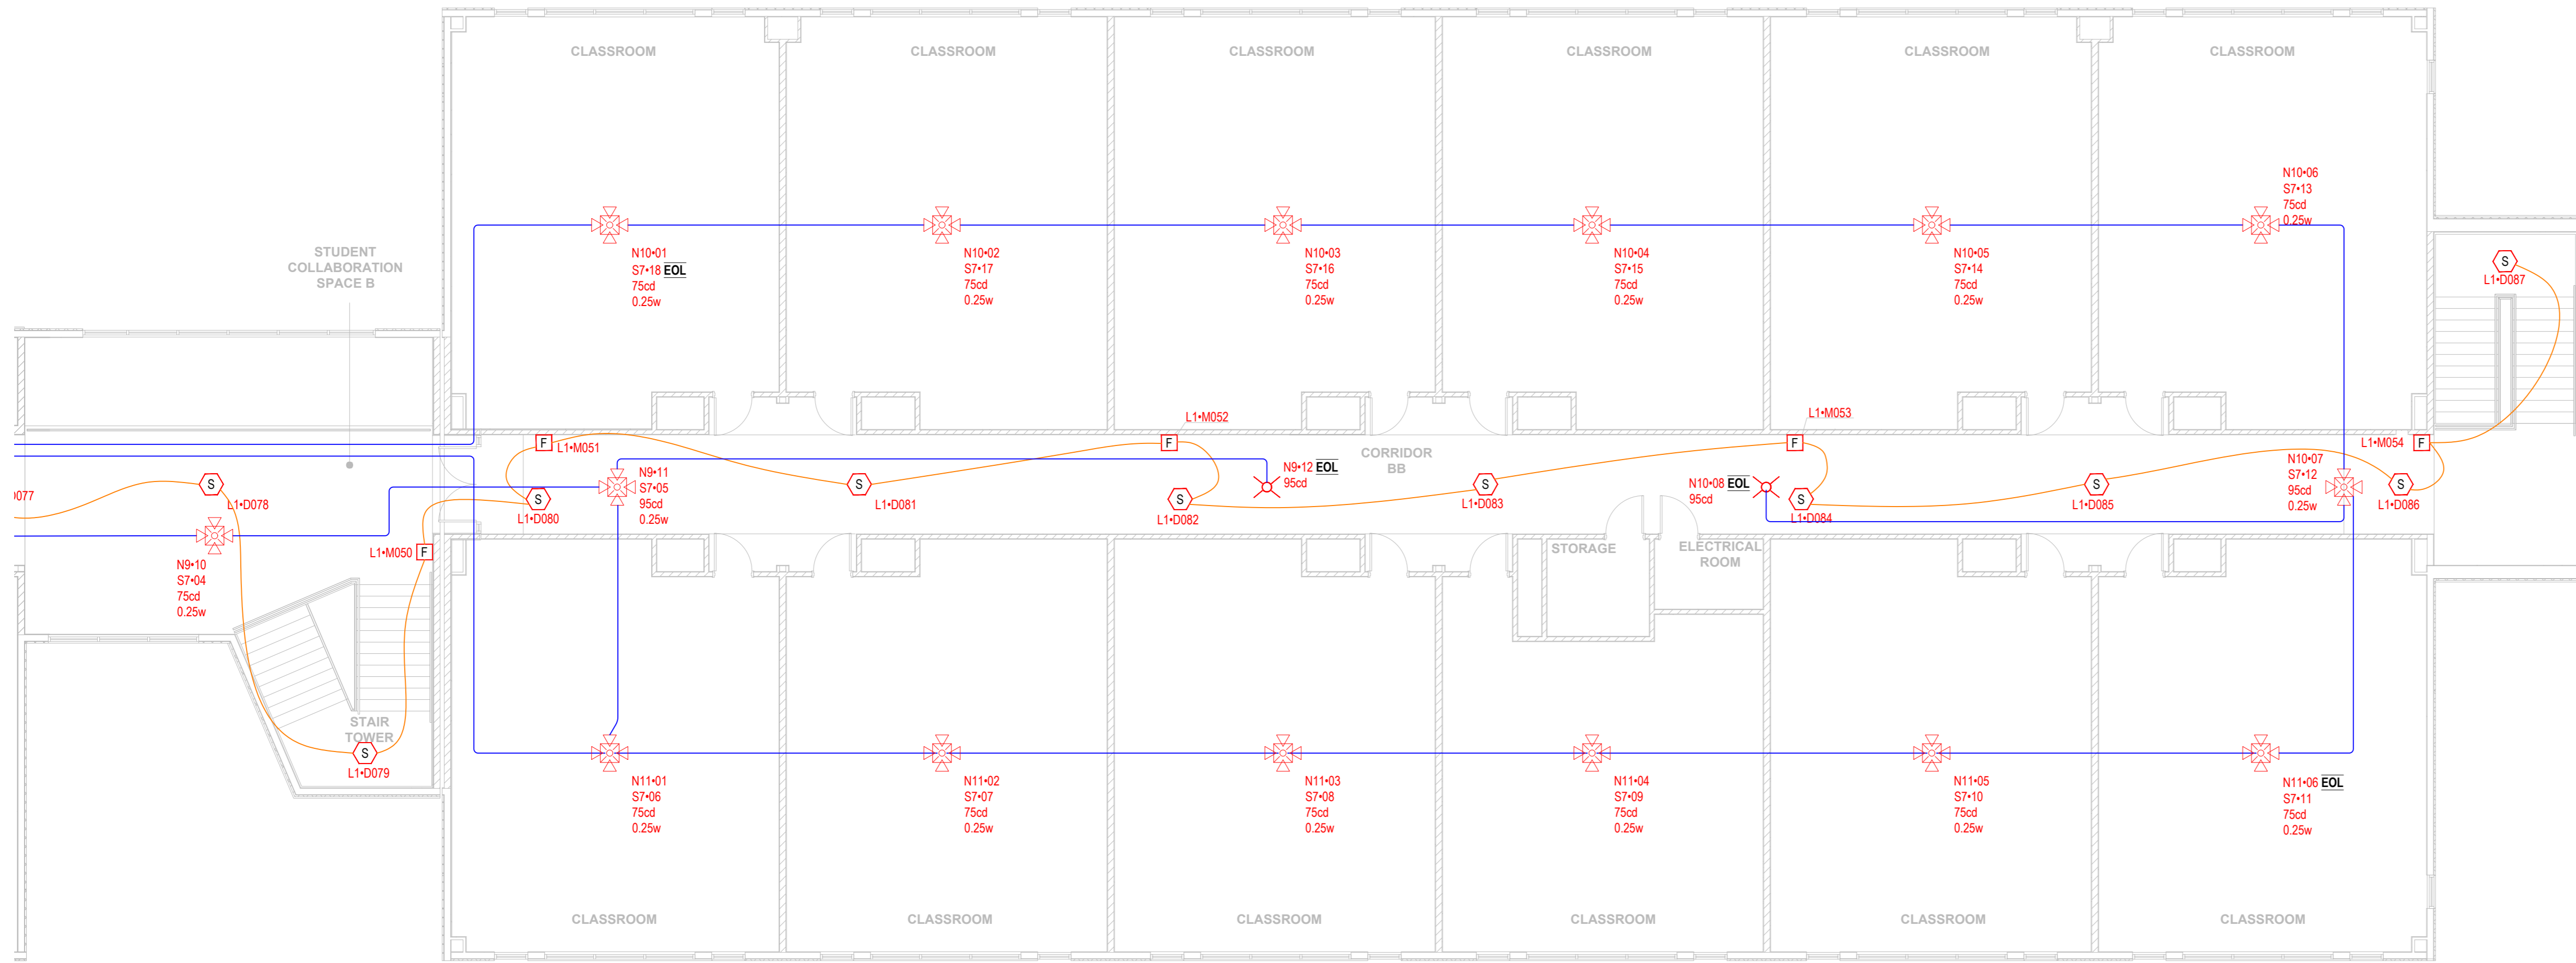 CLASSROOM
CLASSROOM
CLASSROOM
CLASSROOM
CLASSROOM
CLASSROOM
N10•06
S7•13
75cd
0.25w
STUDENT
COLLABORATION
SPACE B
N10•01
S7•18 EOL
75cd
0.25w
N10•02
S7•17
75cd
0.25w
N10•03
S7•16
75cd
0.25w
N10•04
S7•15
75cd
0.25w
N10•05
S7•14
75cd
0.25w
S
L1•D087
L1•M052
L1•M053
F
L1•M051
F
F
L1•M054
F
CORRIDOR
BB
N9•11
S7•05
95cd
0.25w
N9•12 EOL
95cd
N10•08 EOL
95cd
N10•07
S7•12
95cd
0.25w
077
S
L1•D078
S
L1•D080
S
L1•D081
S
L1•D082
S
L1•D083
S
L1•D084
S
L1•D085
S
L1•D086
L1•M050
F
STORAGE
ELECTRICAL
ROOM
N9•10
S7•04
75cd
0.25w
STAIR
TOWER
S
L1•D079
N11•01
S7•06
75cd
0.25w
N11•02
S7•07
75cd
0.25w
N11•03
S7•08
75cd
0.25w
N11•04
S7•09
75cd
0.25w
N11•05
S7•10
75cd
0.25w
N11•06 EOL
S7•11
75cd
0.25w
CLASSROOM
CLASSROOM
CLASSROOM
CLASSROOM
CLASSROOM
CLASSROOM